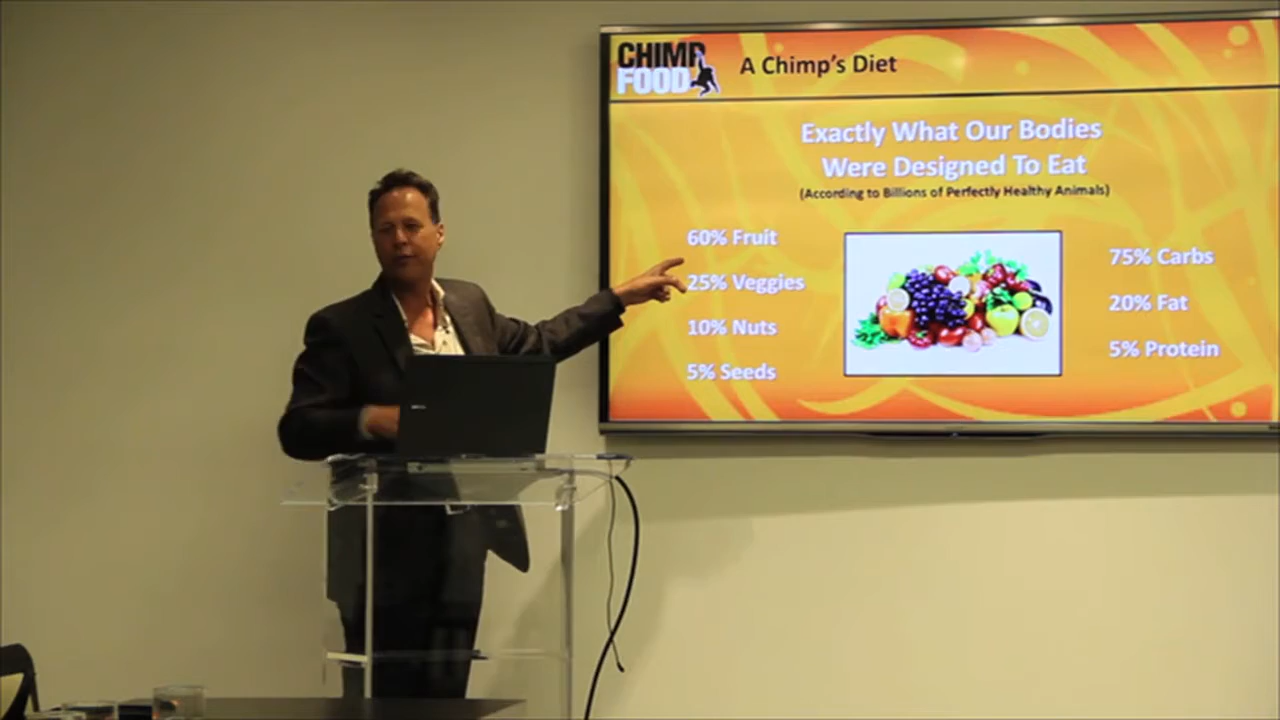 CHIMP
FOOD
A Chimp's Diet
Exactly What Our Bodies
Were Designed To Eat
(According to Billions of Perfectly Healthy Animals)
60% Fruit
25% Veggies
10% Nuts
5% Seeds
75% Carbs
20% Fat
5% Protein